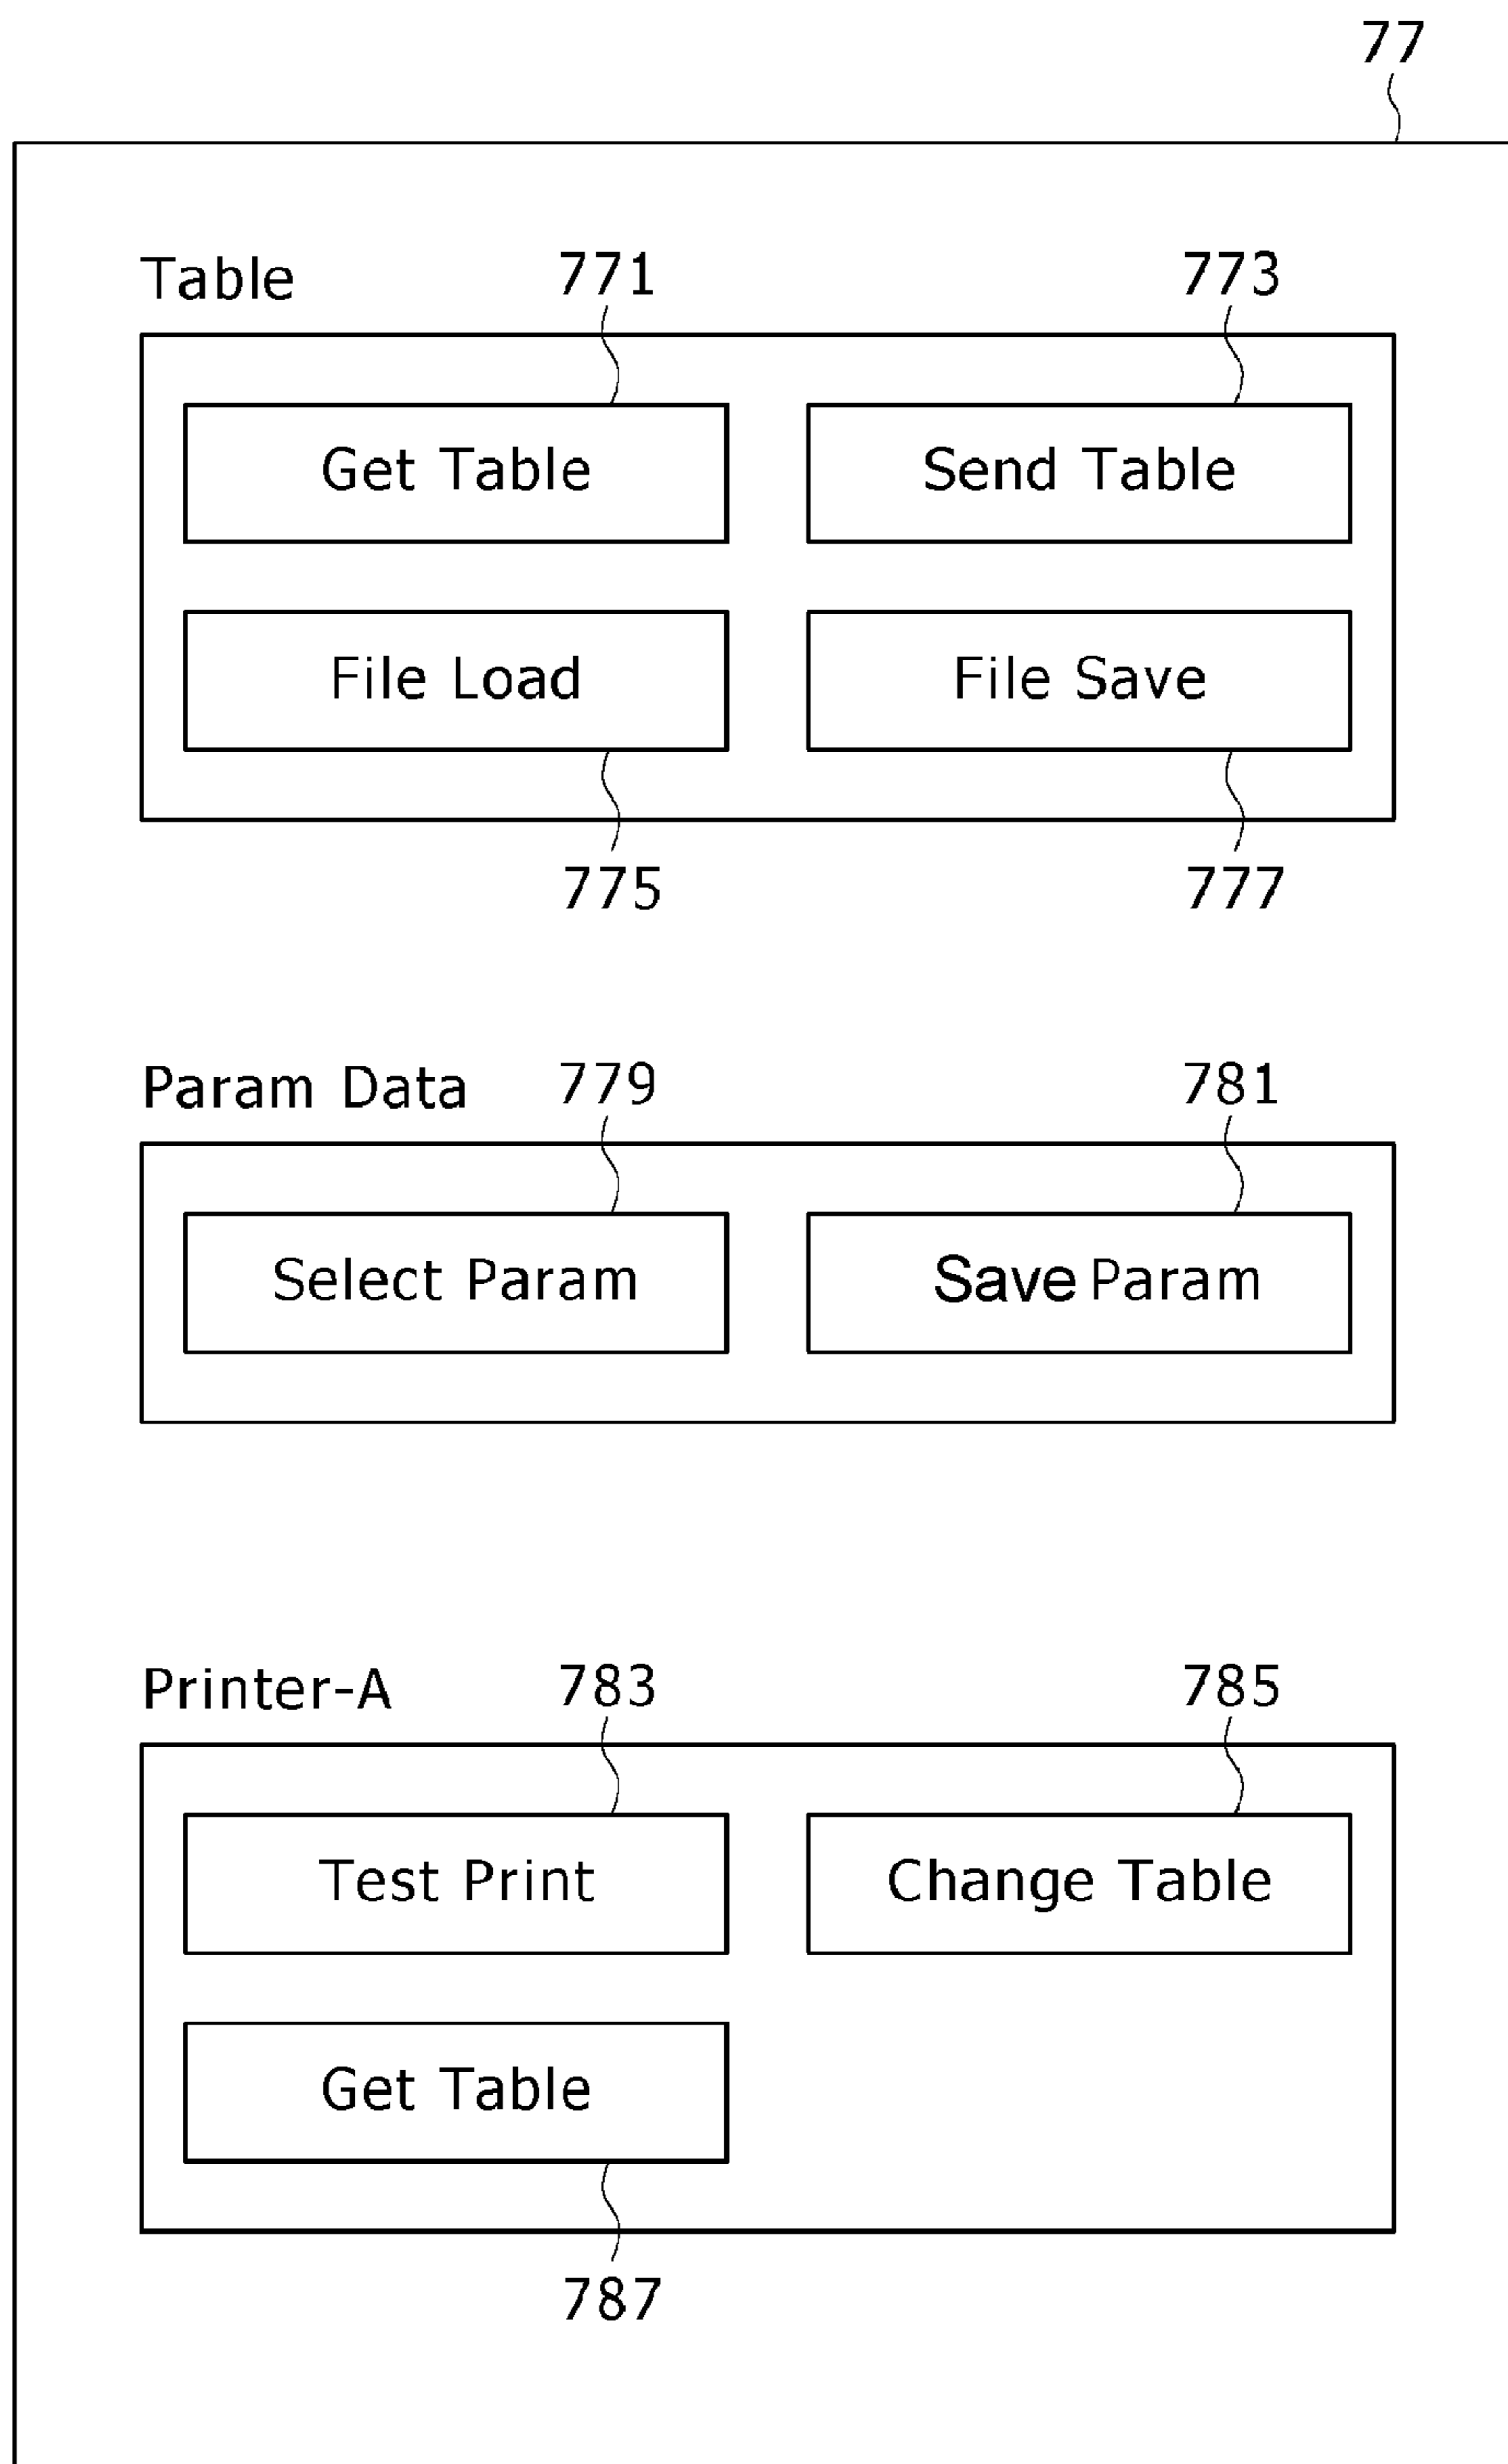 77
Table
771
773
Get Table
Send Table
File Load
File Save
775
777
Param Data
779
781
Select Param
Save Param
Printer-A
783
785
Test Print
Change Table
Get Table
787